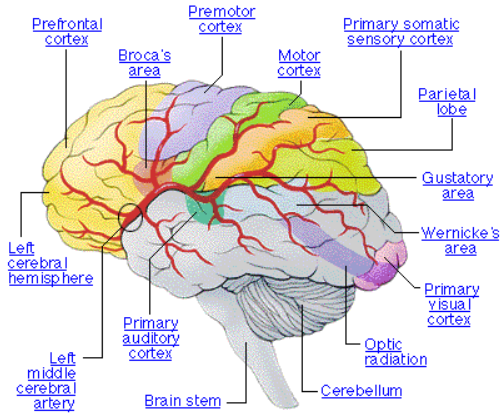 Prefrontal
cortex
Premotor
cortex
Broca's
area
Motor
cortex
Primary somatic
sensory cortex
Parietal
lobe
Gustatory
area
Wernicke's
area
Primary
visual
cortex
Optic
radiation
Cerebellum
Brain stem
Primary
auditory
cortex
Left
middle
cerebral
artery
Left
cerebral
hemisphere